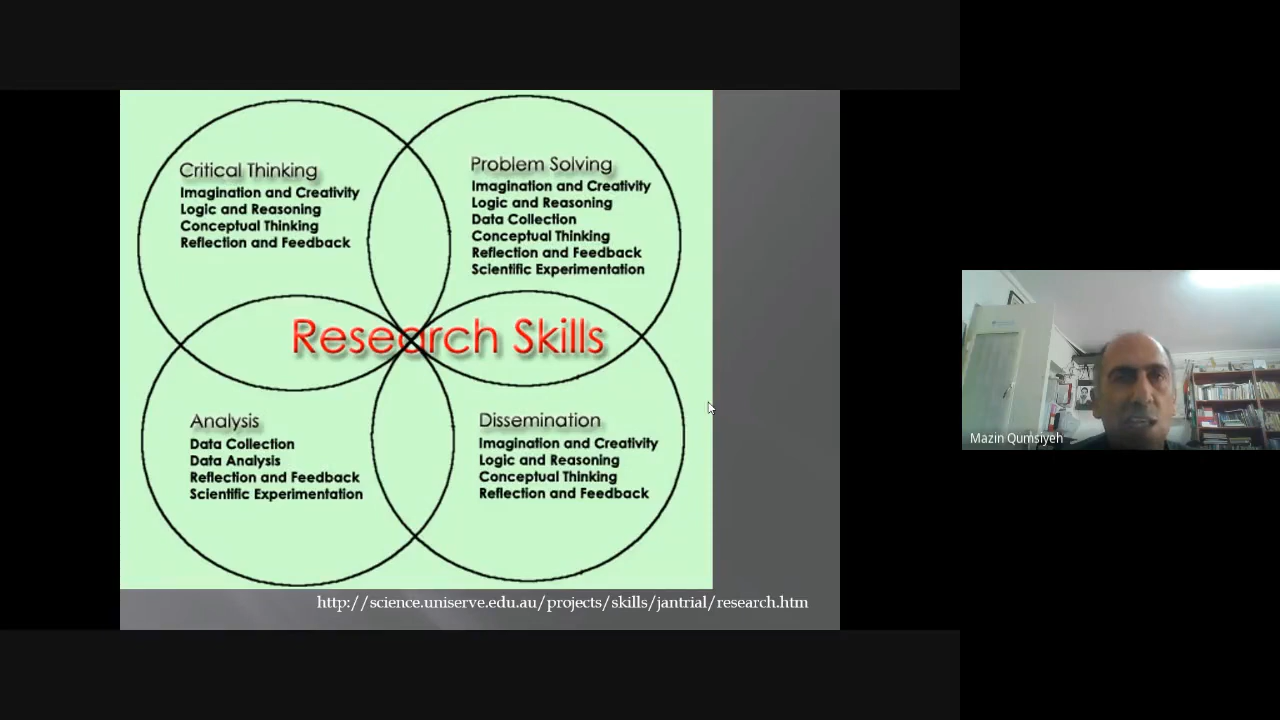 Critical Thinking
Imagination and Creativity
Logic and Reasoning
Conceptual Thinking
Reflection and Feedback
Problem Solving
Imagination and Creativity
Logic and Reasoning
Data Collection
Conceptual Thinking
Reflection and Feedback
Scientific Experimentation
Research Skills
Analysis
Data Collection
Data Analysis
Reflection and Feedback
Scientific Experimentation
Dissemination
Imagination and Creativity
Logic and Reasoning
Conceptual Thinking
Reflection and Feedback
http://science.uniserve.edu.au/projects/skills/jantrial/research.htm
Mazin Qumsiyeh